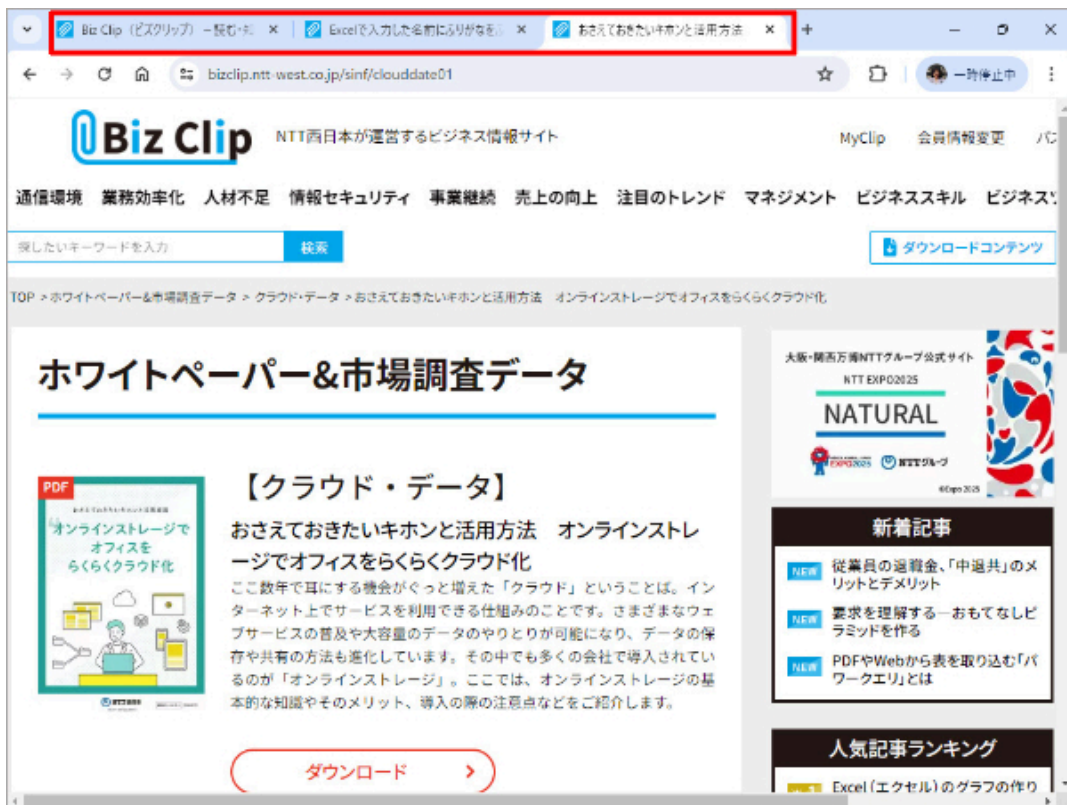 Biz Clip（ビズクリップ）－読む・知
Excelで入力した名前にふりがなを
おさえておきたいキホンと活用方法
bizclip.ntt-west.co.jp/sinf/clouddate01
一時停止中
Biz Clip
NTT西日本が運営するビジネス情報サイト
MyClip 会員情報変更 パス
通信環境 業務効率化 人材不足 情報セキュリティ 事業継続 売上の向上 注目のトレンド マネジメント ビジネススキル ビジネスツ
探したいキーワードを入力
検索
ダウンロードコンテンツ
TOP > ホワイトペーパー&市場調査データ > クラウド・データ > おさえておきたいキホンと活用方法 オンラインストレージでオフィスをらくらくクラウド化
ホワイトペーパー&市場調査データ
PDF
オンラインストレージで
オフィスを
らくらくクラウド化
【クラウド・データ】
おさえておきたいキホンと活用方法 オンラインストレ
ージでオフィスをらくらくクラウド化
ここ数年で耳にする機会がぐっと増えた「クラウド」ということば。イン
ターネット上でサービスを利用できる仕組みのことです。さまざまなウェ
ブサービスの普及や大容量のデータのやりとりが可能になり、データの保
存や共有の方法も進化しています。その中でも多くの会社で導入されてい
るのが「オンラインストレージ」。ここでは、オンラインストレージの基
本的な知識やそのメリット、導入の際の注意点などをご紹介します。
ダウンロード
大阪・関西万博NTTグループ公式サイト
NTT EXPO2025
NATURAL
EXPO2025
NTTグループ
©Expo 2025
新着記事
NEW 従業員の退職金、「中退共」のメ
リットとデメリット
NEW 要求を理解する―おもてなしピ
ラミッドを作る
NEW PDFやWebから表を取り込む「パ
ワークエリ」とは
人気記事ランキング
Excel（エクセル）のグラフの作り